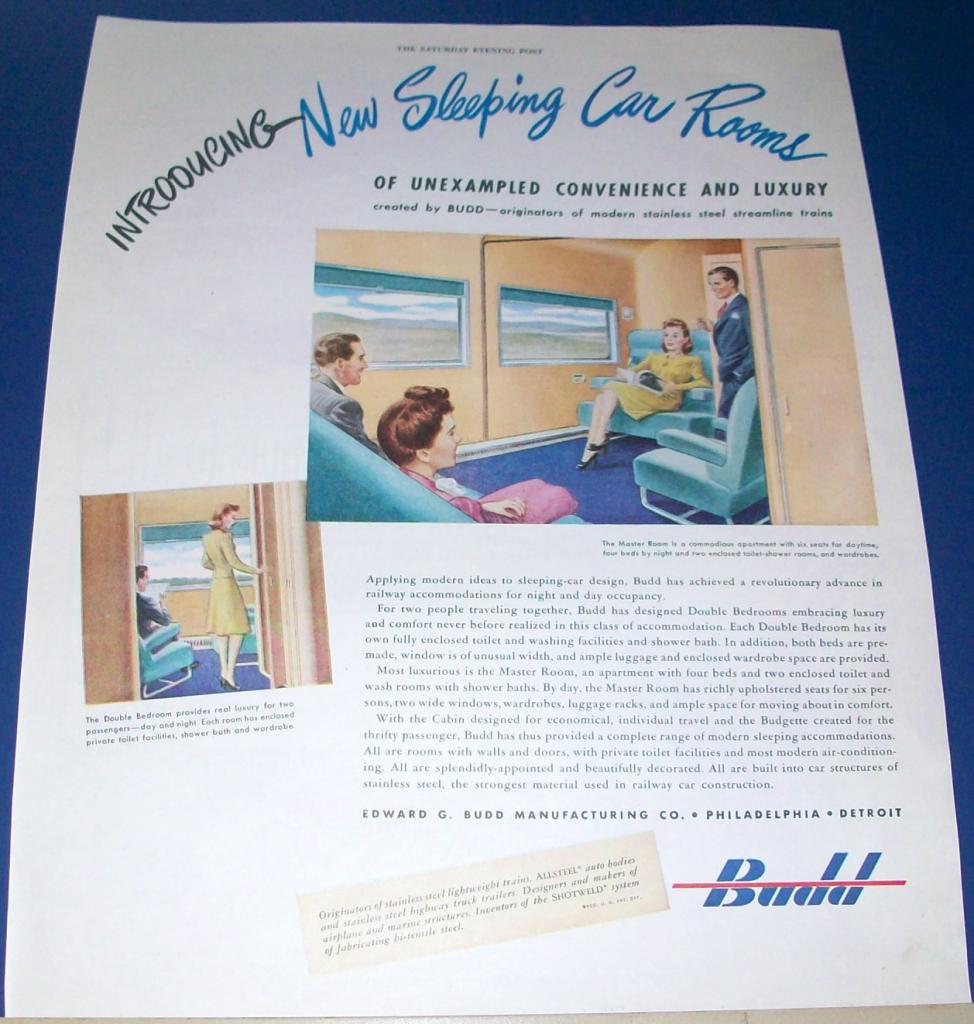 THE SATURDAY EVENING POST
INTRODUCING—New Sleeping Car Rooms
OF UNEXAMPLED CONVENIENCE AND LUXURY
created by BUDD—originators of modern stainless steel streamline trains
The Master Room is a commodious apartment with six seats for daytime,
four beds by night and two enclosed toilet-shower rooms, and wardrobes.
The Double Bedroom provides real luxury for two
passengers—day and night. Each room has enclosed
private toilet facilities, shower bath and wardrobe
Applying modern ideas to sleeping-car design, Budd has achieved a revolutionary advance in
railway accommodations for night and day occupancy.
For two people traveling together, Budd has designed Double Bedrooms embracing luxury
and comfort never before realized in this class of accommodation. Each Double Bedroom has its
own fully enclosed toilet and washing facilities and shower bath. In addition, both beds are pre-
made, window is of unusual width, and ample luggage and enclosed wardrobe space are provided.
Most luxurious is the Master Room, an apartment with four beds and two enclosed toilet and
wash rooms with shower baths. By day, the Master Room has richly upholstered seats for six per-
sons, two wide windows, wardrobes, luggage racks, and ample space for moving about in comfort.
With the Cabin designed for economical, individual travel and the Budgette created for the
thrifty passenger, Budd has thus provided a complete range of modern sleeping accommodations.
All are rooms with walls and doors, with private toilet facilities and most modern air-condition-
ing. All are splendidly-appointed and beautifully decorated. All are built into car structures of
stainless steel, the strongest material used in railway car construction.
EDWARD G. BUDD MANUFACTURING CO. • PHILADELPHIA • DETROIT
Originators of stainless steel lightweight trains, ALLSTEEL* auto bodies
and stainless steel highway truck trailers. Designers and makers of
airplane and marine structures. Inventors of the SHOTWELD* system
of fabricating hi-tensile steel.
*REG. U. S. PAT. OFF.
Budd